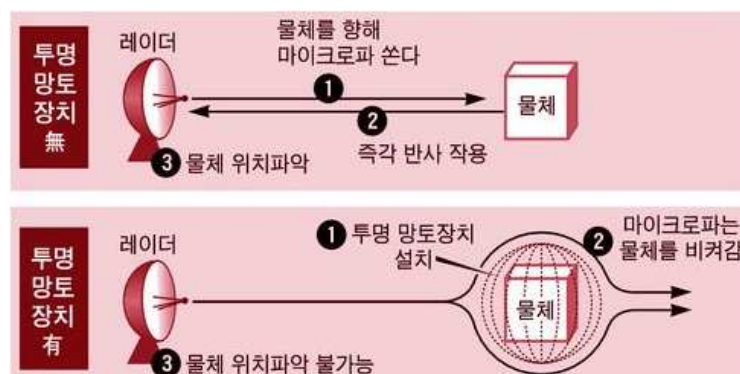 투명
망토
장치
無
레이더
물체를 향해
마이크로파 쏜다
❶
❷
즉각 반사 작용
❸ 물체 위치파악
물체
투명
망토
장치
有
레이더
❶ 투명 망토장치
설치
❷ 마이크로파는
물체를 비켜감
물체
❸ 물체 위치파악 불가능